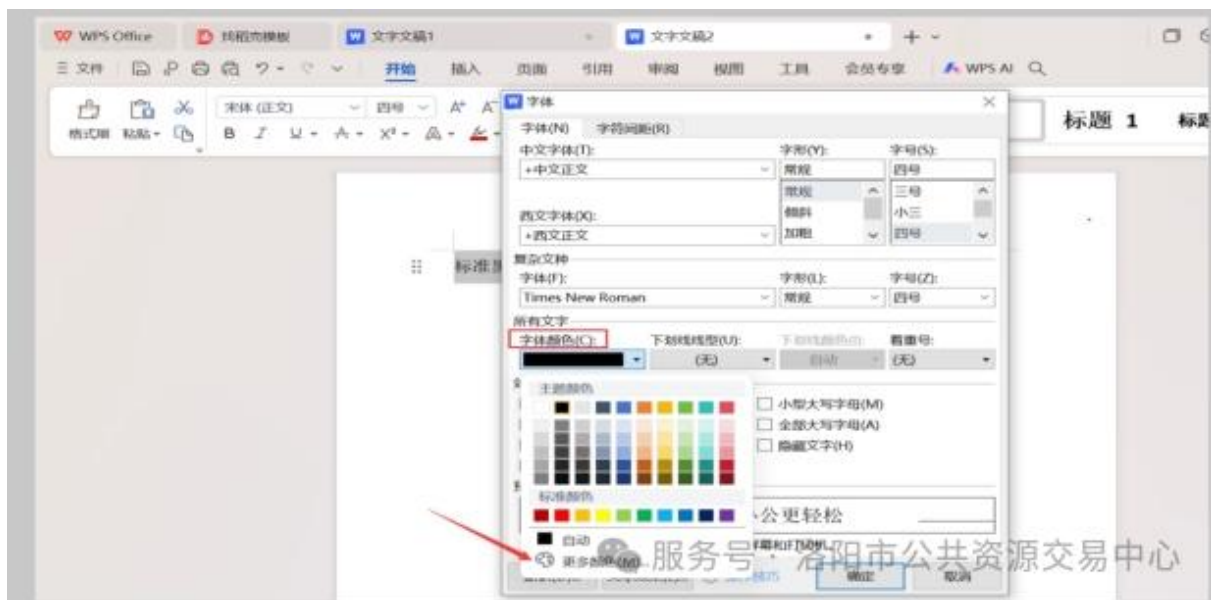 WPS Office 找稻壳模板 文字文稿1 文字文稿2
三 文件 开始 插入 页面 引用 审阅 视图 工具 会员专享 WPS AI
格式刷 粘贴 宋体 (正文) 四号 A⁺ A⁻ 标题 1
B I U A X²
字体
字体(N) 字符间距(R)
中文字体(T): 字形(Y): 字号(S):
+中文正文 常规 四号
常规 三号
倾斜 小三
西文字体(X):
+西文正文 加粗 四号
标准黑
复杂文种
字体(F): 字形(L): 字号(Z):
Times New Roman 常规 四号
所有文字
字体颜色(C): 下划线线型(U): 下划线颜色(I): 着重号:
(无) 自动 (无)
主题颜色
小型大写字母(M)
全部大写字母(A)
隐藏文字(H)
标准颜色
公更轻松
自动
更多颜色(M)...
确定 取消
服务号 洛阳市公共资源交易中心